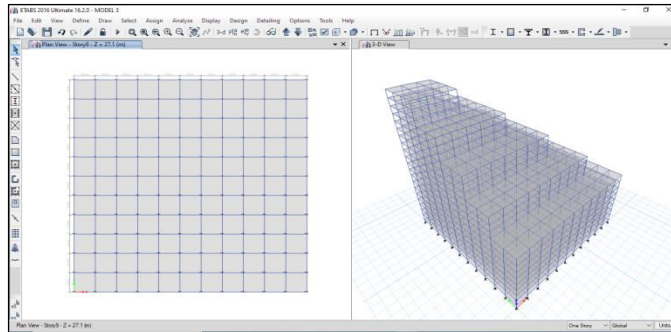 ETABS 2016 Ultimate 16.2.0 - MODEL 3
File Edit View Define Draw Select Assign Analyze Display Design Detailing Options Tools Help
Plan View - Story9 - Z = 27.1 (m)
3-D View
Plan View - Story9 - Z = 27.1 (m)
One Story Global Units